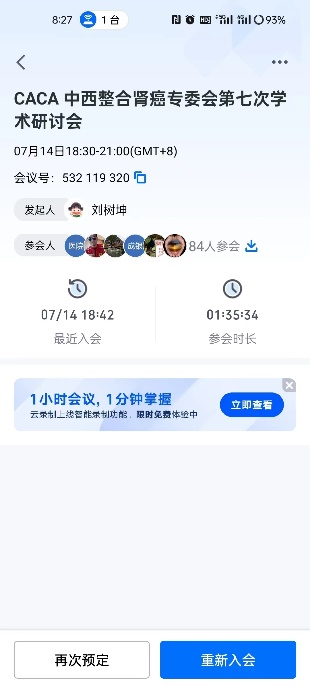 8:27 1 台 93%
CACA 中西整合肾癌专委会第七次学
术研讨会
07月14日18:30-21:00(GMT+8)
会议号： 532 119 320
发起人 刘树坤
参会人 医院 84人参会
07/14 18:42 01:35:34
最近入会 参会时长
1小时会议，1分钟掌握
云录制上线智能录制功能，限时免费体验中
立即查看
再次预定 重新入会